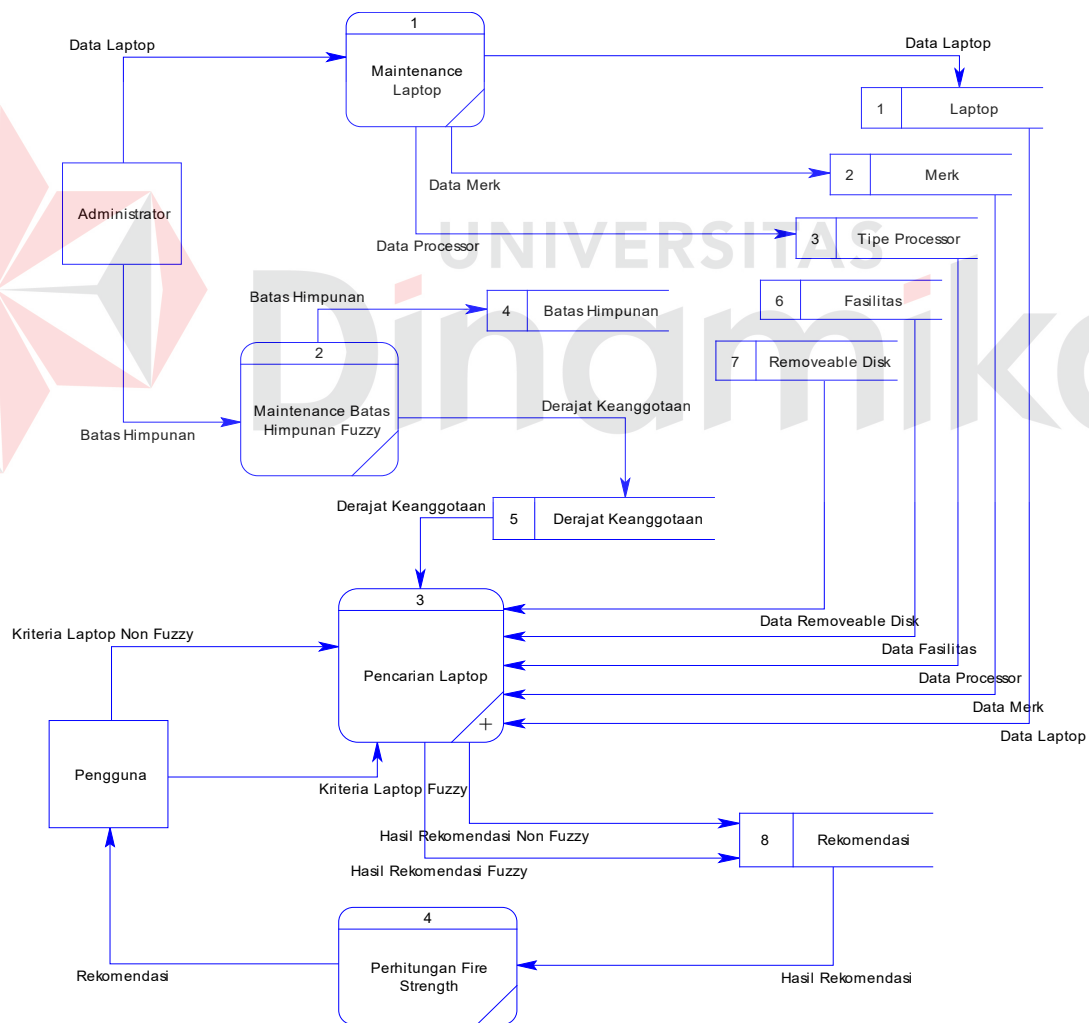 1
Data Laptop
Data Laptop
Maintenance
Laptop
1
Laptop
Data Merk
2
Merk
Administrator
UNIVERSITAS
Data Processor
3
Tipe Processor
Dinamika
Batas Himpunan
4
Batas Himpunan
6
Fasilitas
2
7
Removeable Disk
Maintenance Batas
Himpunan Fuzzy
Derajat Keanggotaan
Batas Himpunan
Derajat Keanggotaan
5
Derajat Keanggotaan
3
Data Removeable Disk
Kriteria Laptop Non Fuzzy
Data Fasilitas
Pencarian Laptop
Data Processor
Data Merk
+
Data Laptop
Pengguna
Kriteria Laptop Fuzzy
Hasil Rekomendasi Non Fuzzy
8
Rekomendasi
Hasil Rekomendasi Fuzzy
4
Perhitungan Fire
Strength
Rekomendasi
Hasil Rekomendasi